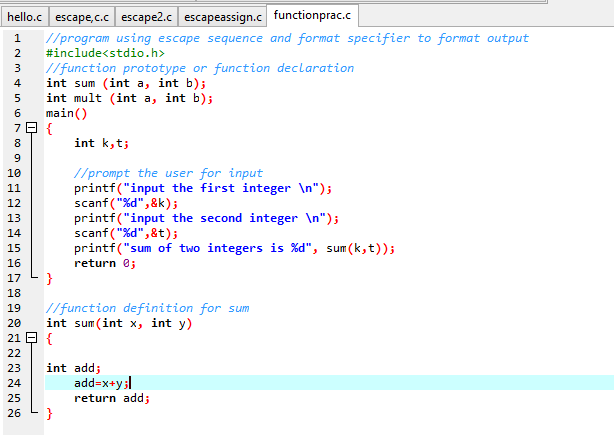 hello.c escape,c.c escape2.c escapeassign.c functionprac.c
1 //program using escape sequence and format specifier to format output
2 #include<stdio.h>
3 //function prototype or function declaration
4 int sum (int a, int b);
5 int mult (int a, int b);
6 main()
7 {
8 int k,t;
9
10 //prompt the user for input
11 printf("input the first integer \n");
12 scanf("%d",&k);
13 printf("input the second integer \n");
14 scanf("%d",&t);
15 printf("sum of two integers is %d", sum(k,t));
16 return 0;
17 }
18
19 //function definition for sum
20 int sum(int x, int y)
21 {
22
23 int add;
24 add=x+y;
25 return add;
26 }